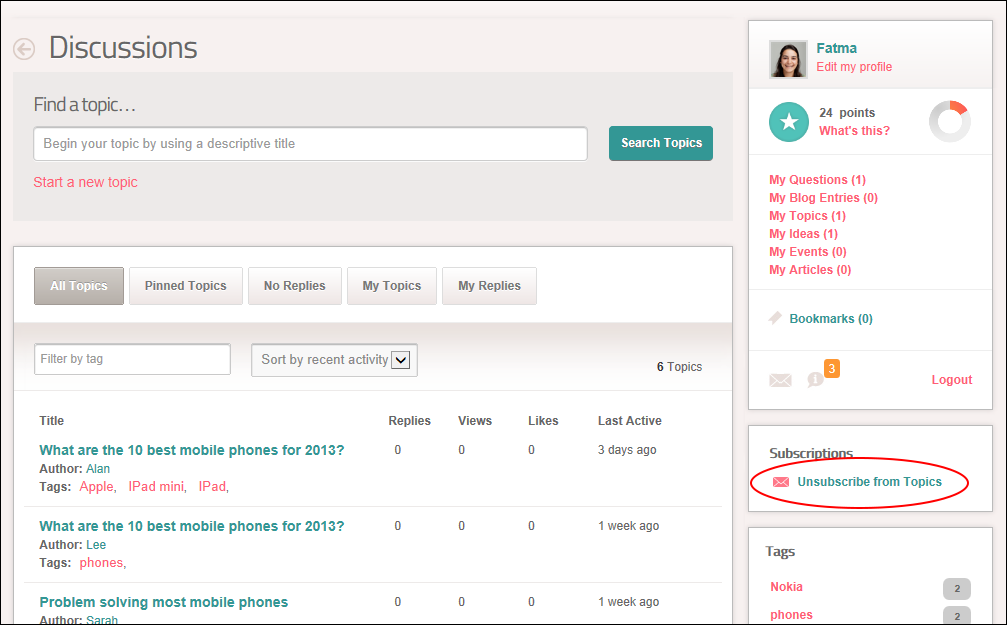 Discussions
Find a topic...
Begin your topic by using a descriptive title
Search Topics
Start a new topic
All Topics
Pinned Topics
No Replies
My Topics
My Replies
Filter by tag
Sort by recent activity
6 Topics
Title Replies Views Likes Last Active
What are the 10 best mobile phones for 2013? 0 0 0 3 days ago
Author: Alan
Tags: Apple, IPad mini, IPad,
What are the 10 best mobile phones for 2013? 0 0 0 1 week ago
Author: Lee
Tags: phones,
Problem solving most mobile phones 0 0 0 1 week ago
Author: Sarah
Fatma
Edit my profile
24 points
What's this?
My Questions (1)
My Blog Entries (0)
My Topics (1)
My Ideas (1)
My Events (0)
My Articles (0)
Bookmarks (0)
3
Logout
Subscriptions
Unsubscribe from Topics
Tags
Nokia 2
phones 2